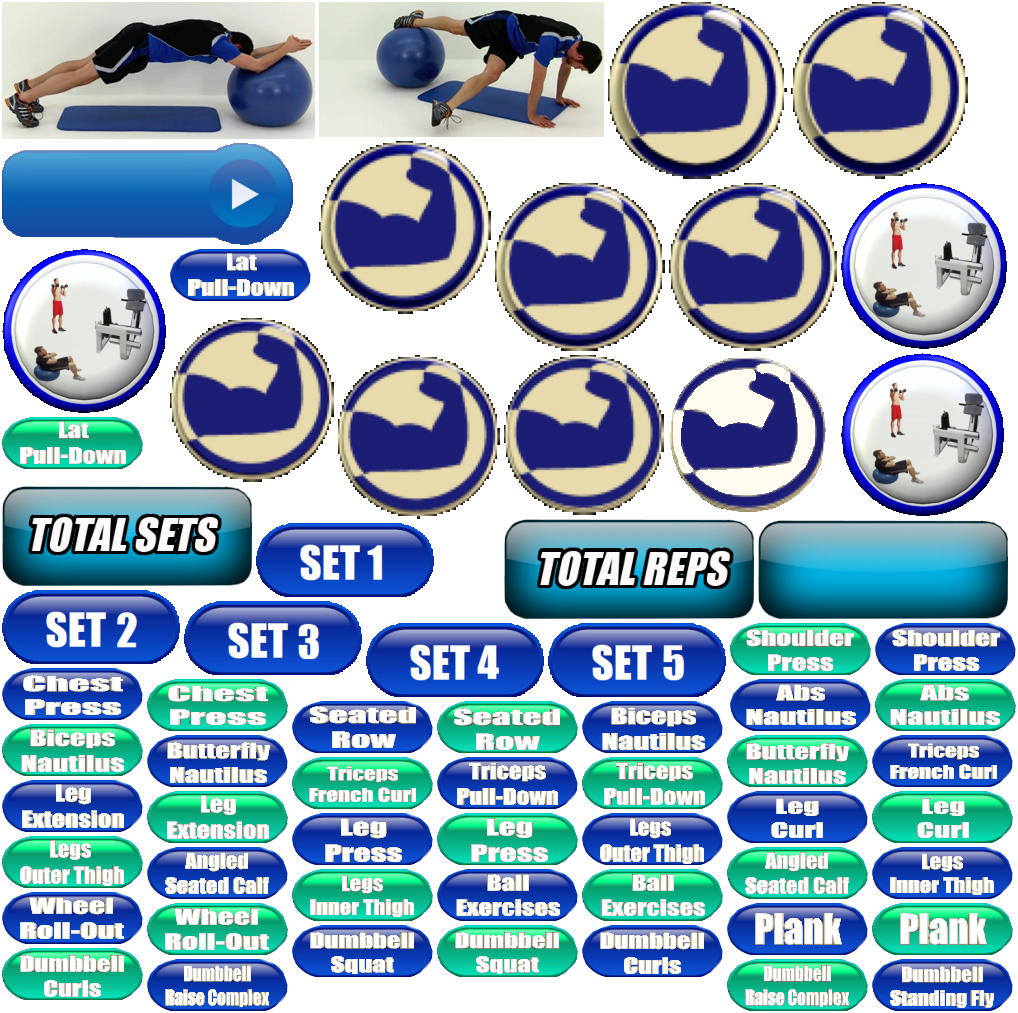 Lat
Pull-Down
Lat
Pull-Down
TOTAL SETS
SET 1
TOTAL REPS
SET 2
SET 3
SET 4
SET 5
Shoulder
Press
Shoulder
Press
Chest
Press
Chest
Press
Seated
Row
Seated
Row
Biceps
Nautilus
Abs
Nautilus
Abs
Nautilus
Biceps
Nautilus
Butterfly
Nautilus
Triceps
French Curl
Triceps
Pull-Down
Triceps
Pull-Down
Butterfly
Nautilus
Triceps
French Curl
Leg
Extension
Leg
Extension
Leg
Press
Leg
Press
Legs
Outer Thigh
Leg
Curl
Leg
Curl
Legs
Outer Thigh
Angled
Seated Calf
Legs
Inner Thigh
Ball
Exercises
Ball
Exercises
Angled
Seated Calf
Legs
Inner Thigh
Wheel
Roll-Out
Wheel
Roll-Out
Dumbbell
Squat
Dumbbell
Squat
Dumbbell
Curls
Plank
Plank
Dumbbell
Curls
Dumbbell
Raise Complex
Dumbbell
Raise Complex
Dumbbell
Standing Fly